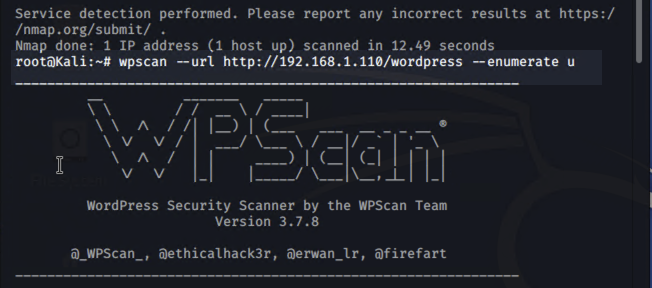 Service detection performed. Please report any incorrect results at https:/
/nmap.org/submit/ .
Nmap done: 1 IP address (1 host up) scanned in 12.49 seconds
root@Kali:~# wpscan --url http://192.168.1.110/wordpress --enumerate u
WPScan ®
WordPress Security Scanner by the WPScan Team
Version 3.7.8
@_WPScan_, @ethicalhack3r, @erwan_lr, @firefart